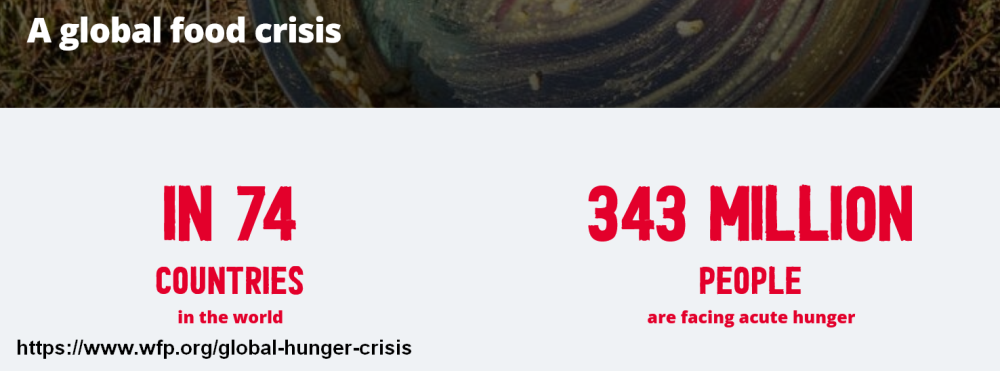 A global food crisis
IN 74
COUNTRIES
in the world
343 MILLION
PEOPLE
are facing acute hunger
https://www.wfp.org/global-hunger-crisis